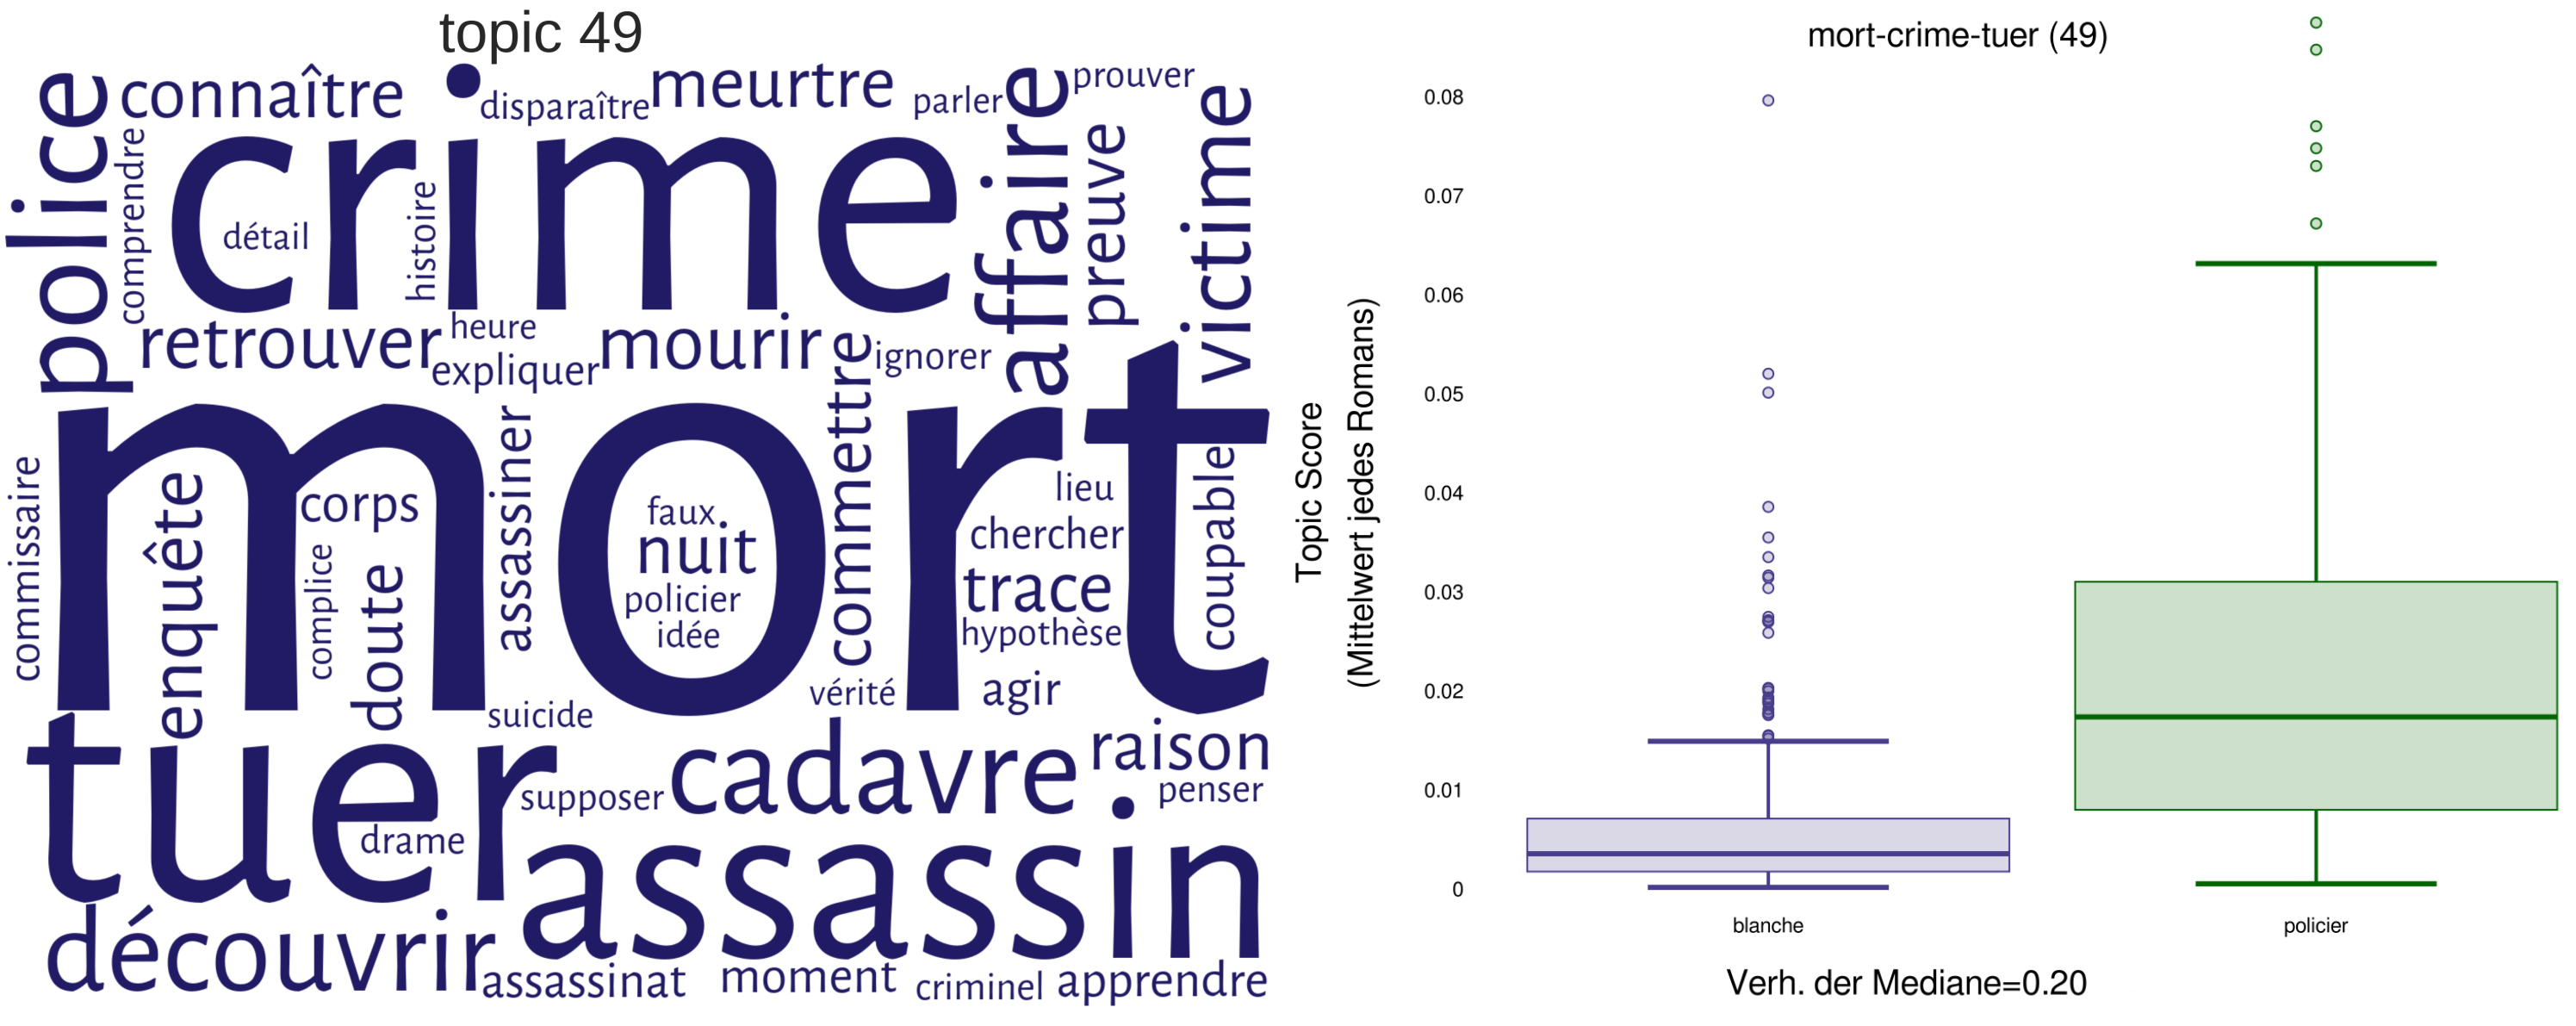 topic 49
police
connaître
disparaître
meurtre
parler
affaire
prouver
comprendre
crime
preuve
victime
détail
histoire
retrouver
heure
expliquer
mourir
ignorer
commettre
mort
commissaire
enquête
corps
complice
doute
assassiner
faux
nuit
policier
idée
lieu
chercher
trace
hypothèse
coupable
vérité
agir
suicide
tuer
drame
supposer
cadavre
raison
penser
assassin
découvrir
assassinat
moment
criminel
apprendre
mort-crime-tuer (49)
Topic Score
(Mittelwert jedes Romans)
0.08
0.07
0.06
0.05
0.04
0.03
0.02
0.01
0
blanche
policier
Verh. der Mediane=0.20